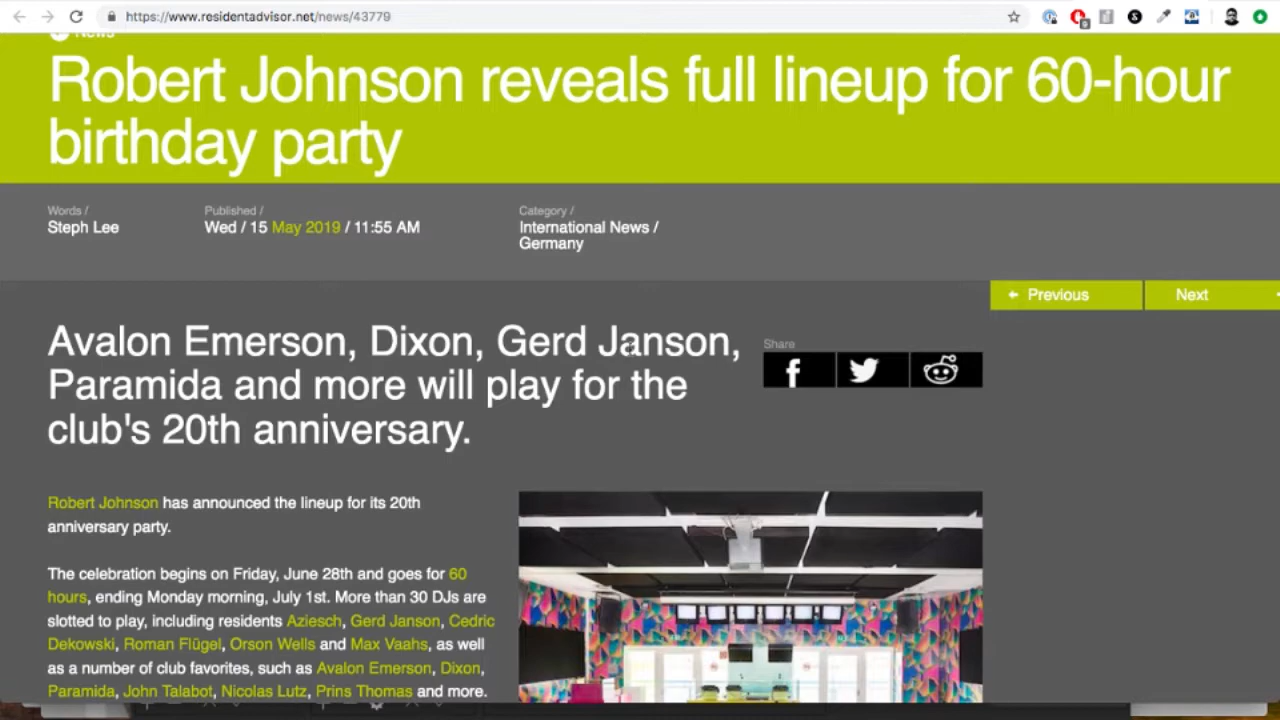 https://www.residentadvisor.net/news/43779
News
Robert Johnson reveals full lineup for 60-hour
birthday party
Words /
Steph Lee
Published /
Wed / 15 May 2019 / 11:55 AM
Category /
International News /
Germany
Previous
Next
Avalon Emerson, Dixon, Gerd Janson,
Paramida and more will play for the
club's 20th anniversary.
Share
Robert Johnson has announced the lineup for its 20th
anniversary party.
The celebration begins on Friday, June 28th and goes for 60
hours, ending Monday morning, July 1st. More than 30 DJs are
slotted to play, including residents Aziesch, Gerd Janson, Cedric
Dekowski, Roman Flügel, Orson Wells and Max Vaahs, as well
as a number of club favorites, such as Avalon Emerson, Dixon,
Paramida, John Talabot, Nicolas Lutz, Prins Thomas and more.